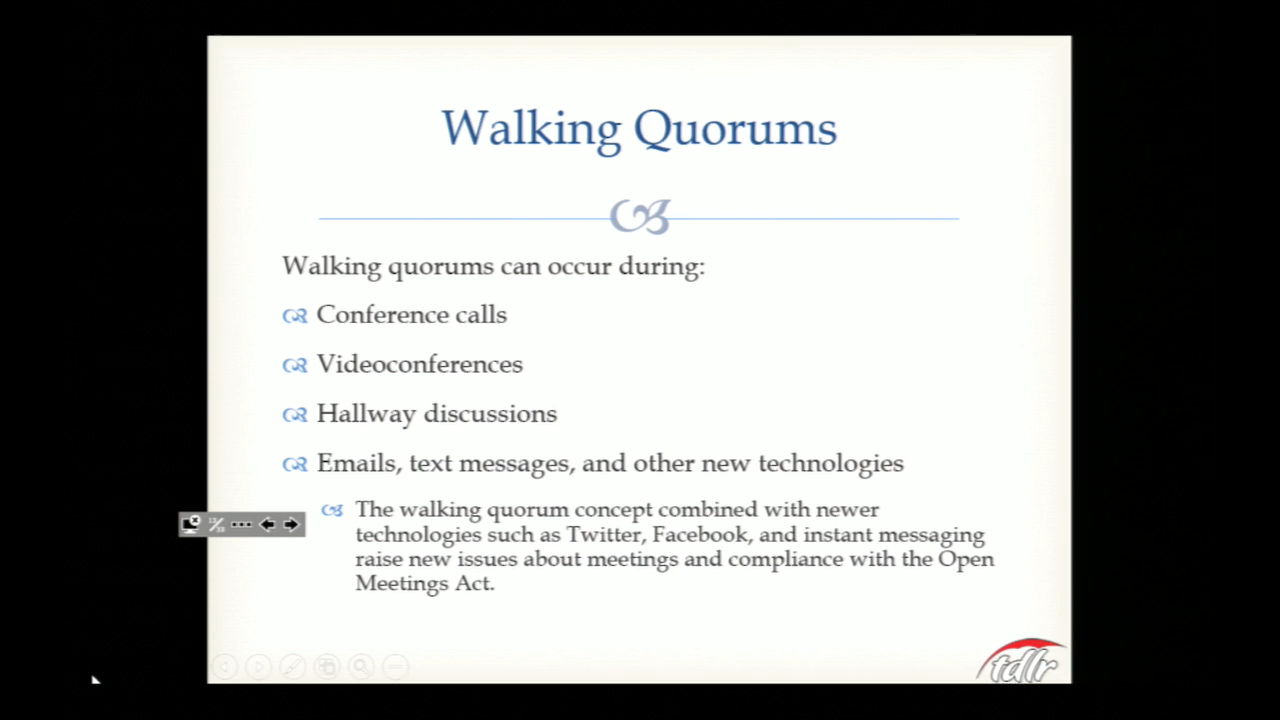 Walking Quorums
Walking quorums can occur during:
Conference calls
Videoconferences
Hallway discussions
Emails, text messages, and other new technologies
The walking quorum concept combined with newer
technologies such as Twitter, Facebook, and instant messaging
raise new issues about meetings and compliance with the Open
Meetings Act.
tdlr